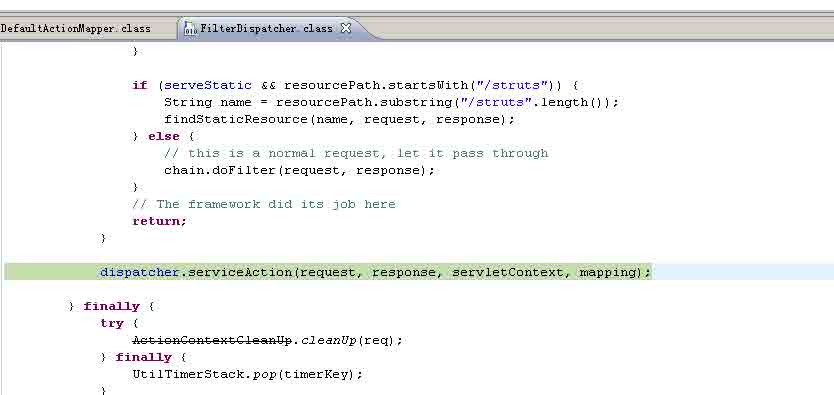 DefaultActionMapper.class FilterDispatcher.class
}
if (serveStatic && resourcePath.startsWith("/struts")) {
String name = resourcePath.substring("/struts".length());
findStaticResource(name, request, response);
} else {
// this is a normal request, let it pass through
chain.doFilter(request, response);
}
// The framework did its job here
return;
}
dispatcher.serviceAction(request, response, servletContext, mapping);
} finally {
try {
ActionContextCleanUp.cleanUp(req);
} finally {
UtilTimerStack.pop(timerKey);
}